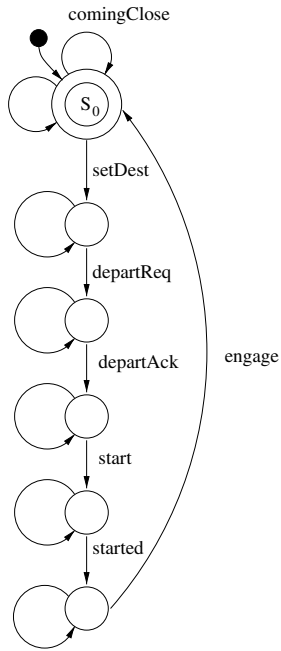 comingClose
S0
setDest
departReq
departAck
engage
start
started